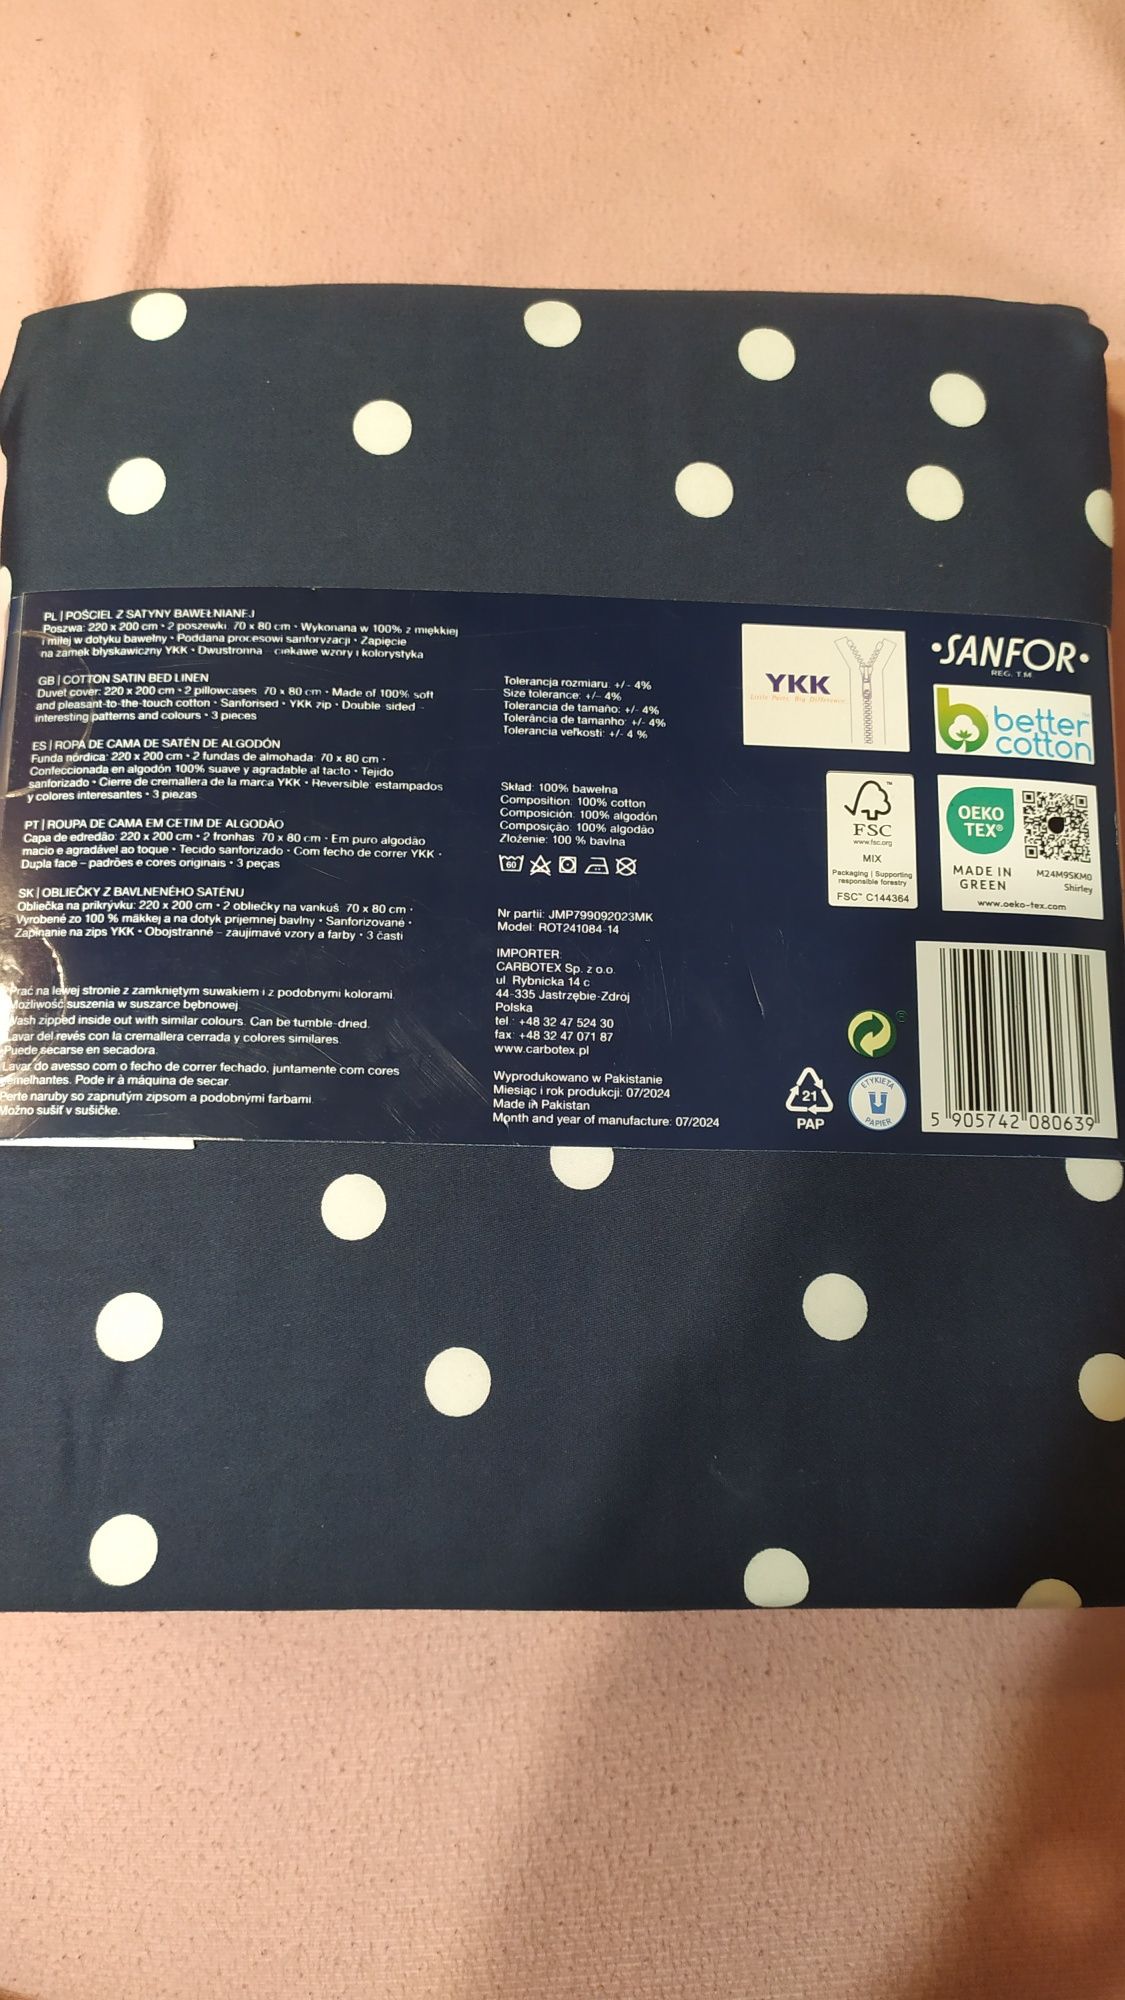 PL | POŚCIEL Z SATYNY BAWEŁNIANEJ
Poszwa: 220 x 200 cm • 2 poszewki: 70 x 80 cm • Wykonana w 100% z miękkiej
i miłej w dotyku bawełny • Poddana procesowi sanforyzacji • Zapięcie
na zamek błyskawiczny YKK • Dwustronna – ciekawe wzory i kolorystyka
GB | COTTON SATIN BED LINEN
Duvet cover: 220 x 200 cm • 2 pillowcases: 70 x 80 cm • Made of 100% soft
and pleasant-to-the-touch cotton • Sanforised • YKK zip • Double sided –
interesting patterns and colours • 3 pieces
ES | ROPA DE CAMA DE SATÉN DE ALGODÓN
Funda nórdica: 220 x 200 cm • 2 fundas de almohada: 70 x 80 cm •
Confeccionada en algodón 100% suave y agradable al tacto • Tejido
sanforizado • Cierre de cremallera de la marca YKK • Reversible: estampados
y colores interesantes • 3 piezas
PT | ROUPA DE CAMA EM CETIM DE ALGODÃO
Capa de edredão: 220 x 200 cm • 2 fronhas: 70 x 80 cm • Em puro algodão
macio e agradável ao toque • Tecido sanforizado • Com fecho de correr YKK •
Dupla face – padrões e cores originais • 3 peças
SK | OBLIEČKY Z BAVLNENÉHO SATÉNU
Obliečka na prikrývku: 220 x 200 cm • 2 obliečky na vankúš: 70 x 80 cm •
Vyrobené zo 100 % mäkkej a na dotyk príjemnej bavlny • Sanforizované •
Zapínanie na zips YKK • Obojstranné – zaujímavé vzory a farby • 3 časti
Prać na lewej stronie z zamkniętym suwakiem i z podobnymi kolorami.
Możliwość suszenia w suszarce bębnowej.
Wash zipped inside out with similar colours. Can be tumble-dried.
Lavar del revés con la cremallera cerrada y colores similares.
Puede secarse en secadora.
Lavar do avesso com o fecho de correr fechado, juntamente com cores
semelhantes. Pode ir à máquina de secar.
Perte naruby so zapnutým zipsom a podobnými farbami.
Možno sušiť v sušičke.
Tolerancja rozmiaru: +/- 4%
Size tolerance: +/- 4%
Tolerancia de tamaño: +/- 4%
Tolerância de tamanho: +/- 4%
Tolerancia veľkosti: +/- 4 %
Skład: 100% bawełna
Composition: 100% cotton
Composición: 100% algodón
Composição: 100% algodão
Zloženie: 100 % bavlna
60
Nr partii: JMP799092023MK
Model: ROT241084-14
IMPORTER:
CARBOTEX Sp. z o.o.
ul. Rybnicka 14 c
44-335 Jastrzębie-Zdrój
Polska
tel.: +48 32 47 524 30
fax: +48 32 47 071 87
www.carbotex.pl
Wyprodukowano w Pakistanie
Miesiąc i rok produkcji: 07/2024
Made in Pakistan
Month and year of manufacture: 07/2024
YKK
Little Parts. Big Difference.
•SANFOR•
REG. T.M
better
cotton
™
FSC
www.fsc.org
MIX
Packaging | Supporting
responsible forestry
FSC™ C144364
OEKO
TEX®
MADE IN
GREEN
M24M9SKM0
Shirley
www.oeko-tex.com
21
PAP
ETYKIETA
PAPIER
®
5 905742 080639